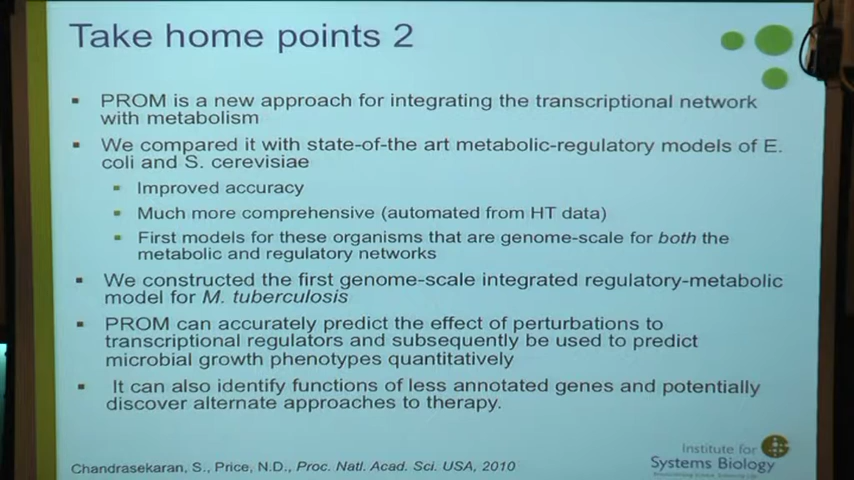 Take home points 2
PROM is a new approach for integrating the transcriptional network
with metabolism
We compared it with state-of-the art metabolic-regulatory models of E.
coli and S. cerevisiae
Improved accuracy
Much more comprehensive (automated from HT data)
First models for these organisms that are genome-scale for both the
metabolic and regulatory networks
We constructed the first genome-scale integrated regulatory-metabolic
model for M. tuberculosis
PROM can accurately predict the effect of perturbations to
transcriptional regulators and subsequently be used to predict
microbial growth phenotypes quantitatively
It can also identify functions of less annotated genes and potentially
discover alternate approaches to therapy.
Chandrasekaran, S., Price, N.D., Proc. Natl. Acad. Sci. USA, 2010
Institute for
Systems Biology